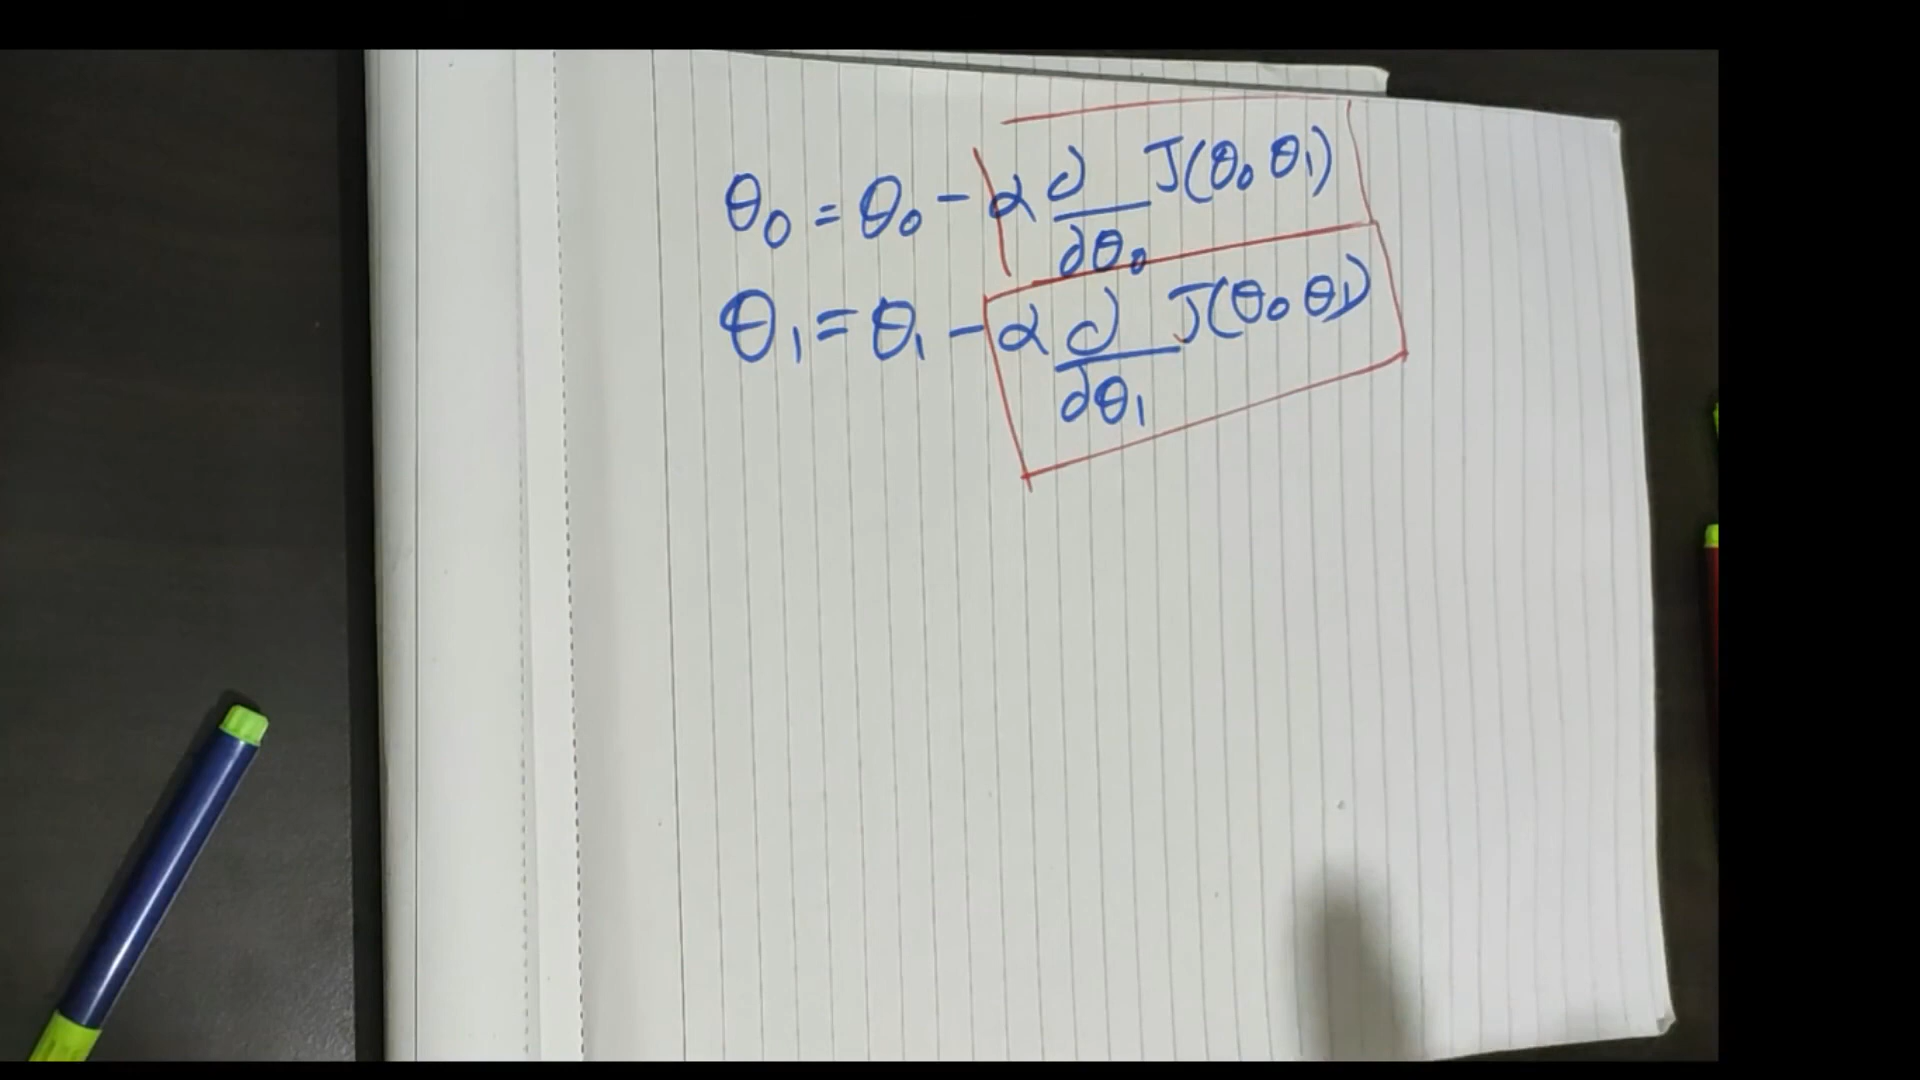 θ₀ = θ₀ - α ∂/∂θ₀ J(θ₀ θ₁)
θ₁ = θ₁ - α ∂/∂θ₁ J(θ₀ θ₁)